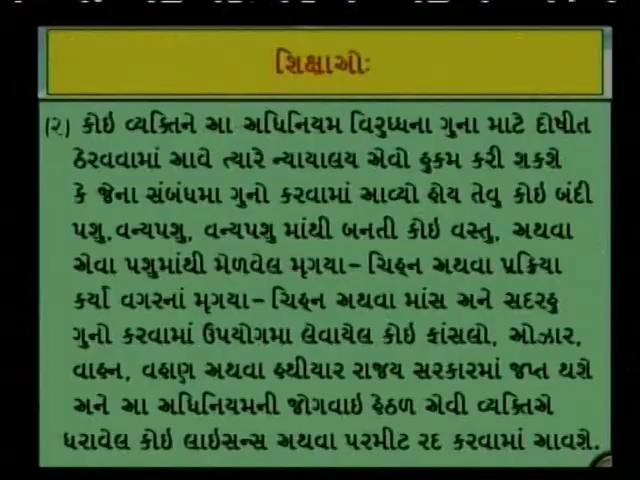 શિક્ષાઓઃ
(૨) કોઇ વ્યક્તિને આ અધિનિયમ વિરુધ્ધના ગુના માટે દોષીત
ઠેરવવામાં આવે ત્યારે ન્યાયાલય એવો હુકમ કરી શકશે
કે જેના સંબંધમા ગુનો કરવામાં આવ્યો હોય તેવુ કોઇ બંદી
પશુ,વન્યપશુ, વન્યપશુ માંથી બનતી કોઇ વસ્તુ, અથવા
એવા પશુમાંથી મેળવેલ મૃગયા- ચિહ્ન અથવા પ્રક્રિયા
કર્યા વગરનાં મૃગયા- ચિહ્ન અથવા માંસ અને સદરહુ
ગુનો કરવામાં ઉપયોગમા લેવાયેલ કોઇ ફાંસલો, ઓઝાર,
વાહન, વહાણ અથવા હથીયાર રાજય સરકારમાં જપ્ત થશે
અને આ અધિનિયમની જોગવાઇ હેઠળ એવી વ્યક્તિએ
ધરાવેલ કોઇ લાઇસન્સ અથવા પરમીટ રદ કરવામાં આવશે.